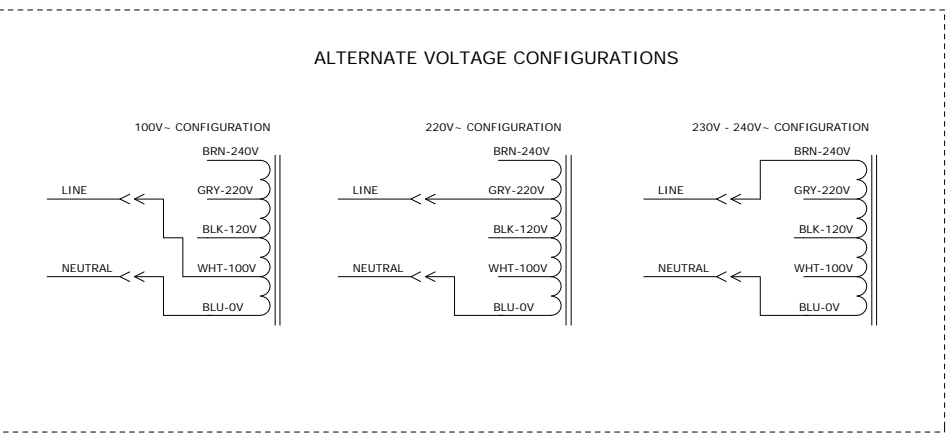 ALTERNATE VOLTAGE CONFIGURATIONS
100V~ CONFIGURATION
BRN-240V
LINE
GRY-220V
BLK-120V
NEUTRAL
WHT-100V
BLU-0V
220V~ CONFIGURATION
BRN-240V
LINE
GRY-220V
BLK-120V
NEUTRAL
WHT-100V
BLU-0V
230V - 240V~ CONFIGURATION
BRN-240V
LINE
GRY-220V
BLK-120V
NEUTRAL
WHT-100V
BLU-0V